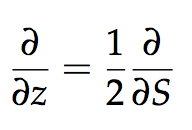 ∂/∂z = 1/2 ∂/∂S